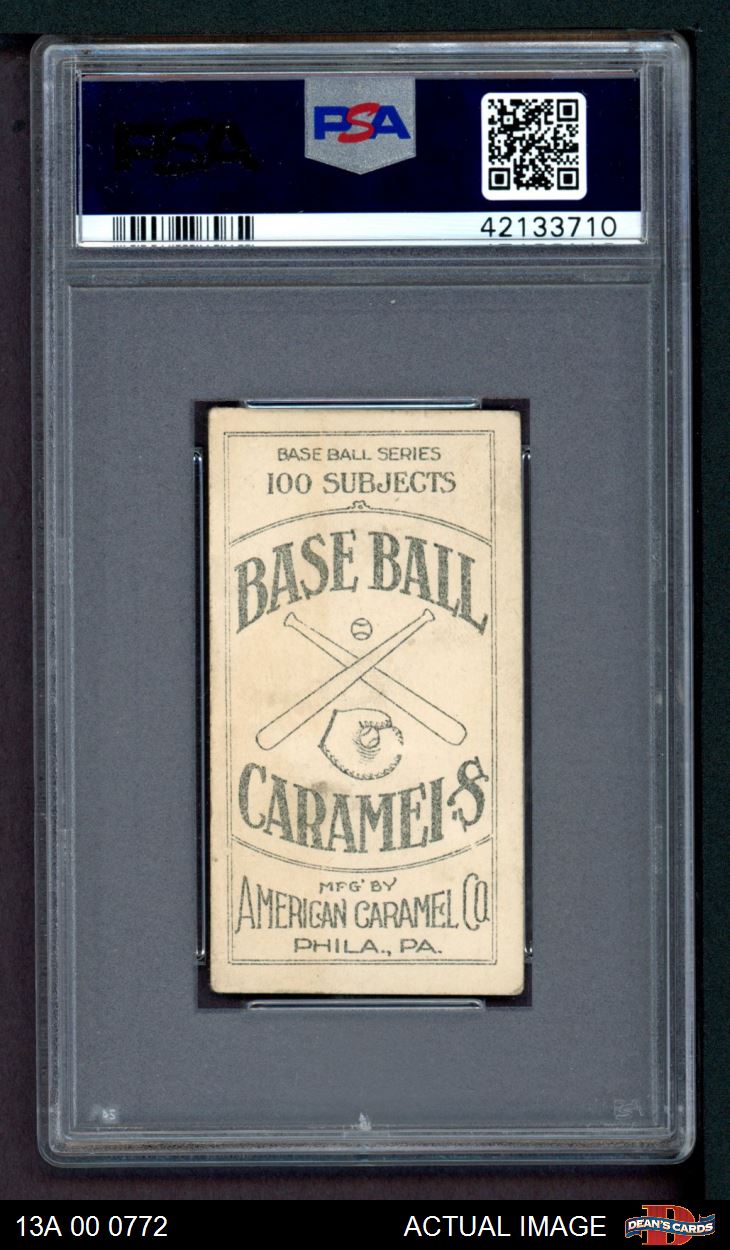 PSA
PSA
42133710
BASE BALL SERIES
100 SUBJECTS
BASE BALL
CARAMELS
MFG' BY
AMERICAN CARAMEL Co
PHILA., PA.
13A 00 0772
ACTUAL IMAGE
DEAN'S CARDS